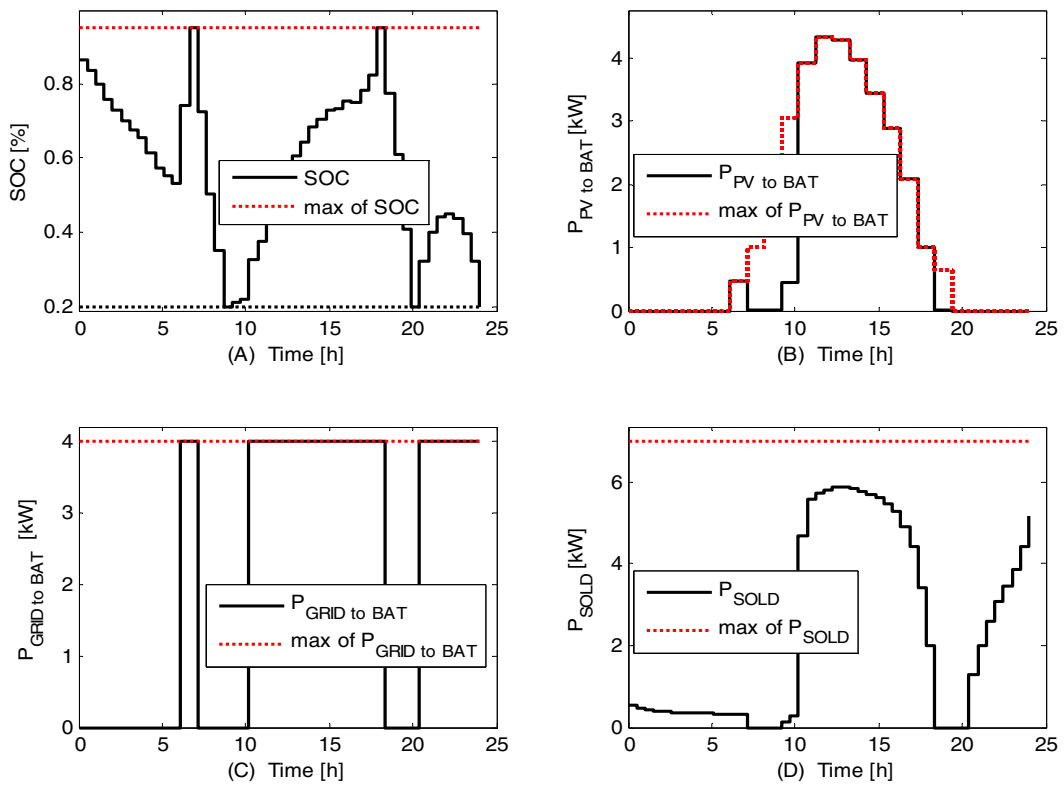 SOC [%]
0.8
0.6
0.4
0.2
SOC
max of SOC
0 5 10 15 20 25
(A) Time [h]
P_PV to BAT [kW]
4
3
2
1
0
P_PV to BAT
max of P_PV to BAT
0 5 10 15 20 25
(B) Time [h]
P_GRID to BAT [kW]
4
3
2
1
0
P_GRID to BAT
max of P_GRID to BAT
0 5 10 15 20 25
(C) Time [h]
P_SOLD [kW]
6
4
2
0
P_SOLD
max of P_SOLD
0 5 10 15 20 25
(D) Time [h]